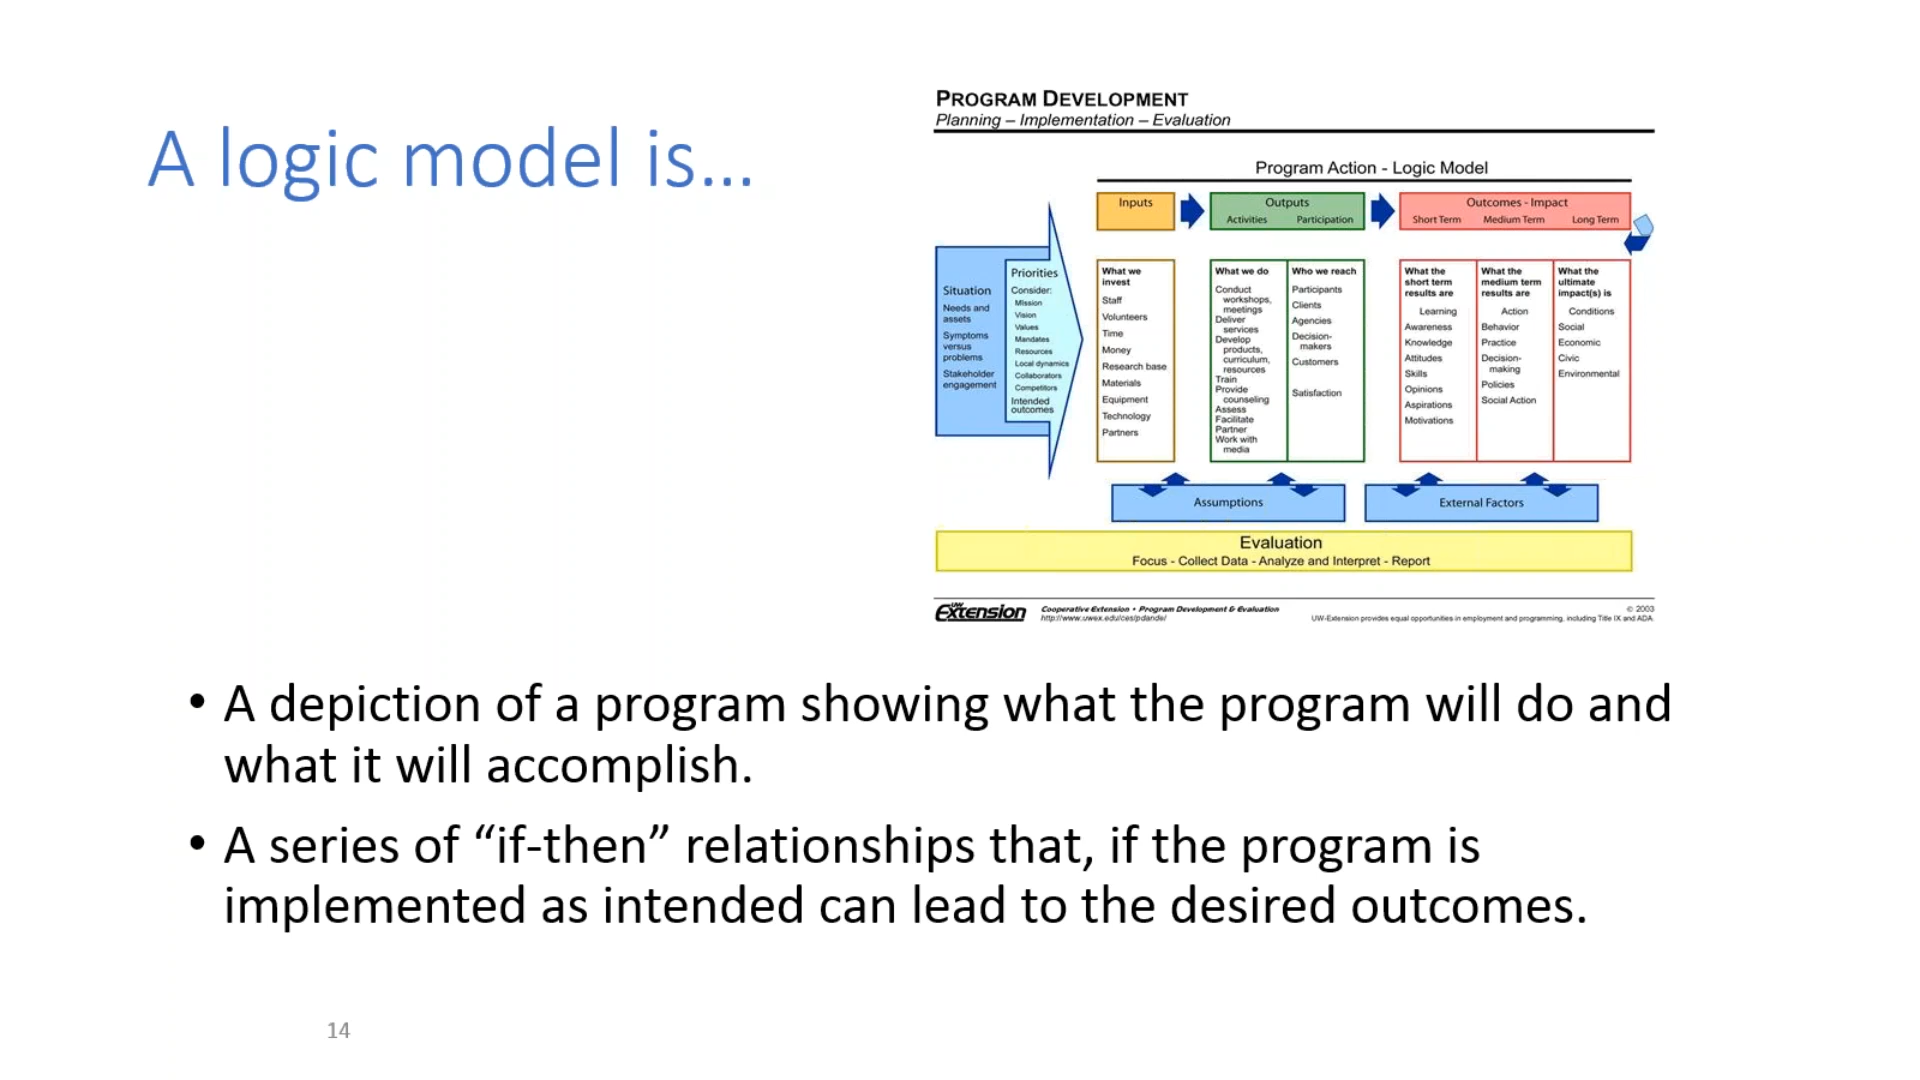 A logic model is...
PROGRAM DEVELOPMENT
Planning – Implementation – Evaluation
Program Action - Logic Model
Inputs
Outputs
Activities Participation
Outcomes - Impact
Short Term Medium Term Long Term
Situation
Needs and
assets
Symptoms
versus
problems
Stakeholder
engagement
Priorities
Consider:
Mission
Vision
Values
Mandates
Resources
Local dynamics
Collaborators
Competitors
Intended
outcomes
What we
invest
Staff
Volunteers
Time
Money
Research base
Materials
Equipment
Technology
Partners
What we do
Conduct
workshops,
meetings
Deliver
services
Develop
products,
curriculum,
resources
Train
Provide
counseling
Assess
Facilitate
Partner
Work with
media
Who we reach
Participants
Clients
Agencies
Decision-
makers
Customers
Satisfaction
What the
short term
results are
Learning
Awareness
Knowledge
Attitudes
Skills
Opinions
Aspirations
Motivations
What the
medium term
results are
Action
Behavior
Practice
Decision-
making
Policies
Social Action
What the
ultimate
impact(s) is
Conditions
Social
Economic
Civic
Environmental
Assumptions
External Factors
Evaluation
Focus - Collect Data - Analyze and Interpret - Report
UW
Extension
Cooperative Extension • Program Development & Evaluation
http://www.uwex.edu/ces/pdande/
© 2003
UW-Extension provides equal opportunities in employment and programming, including Title IX and ADA.
• A depiction of a program showing what the program will do and
what it will accomplish.
• A series of “if-then” relationships that, if the program is
implemented as intended can lead to the desired outcomes.
14